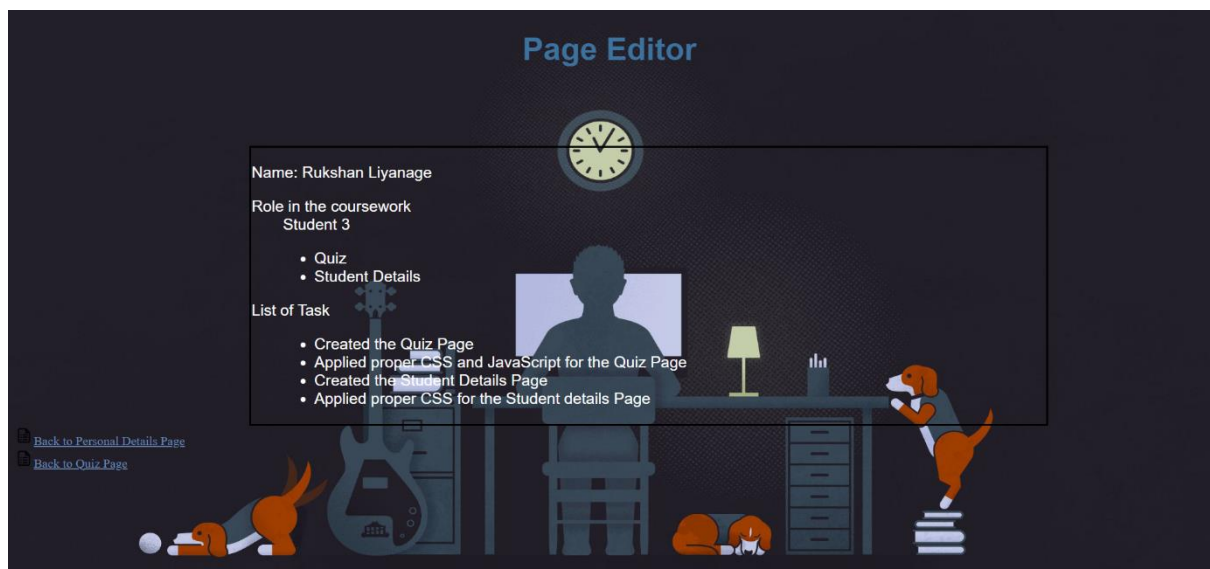 Page Editor
Name: Rukshan Liyanage
Role in the coursework
Student 3
Quiz
Student Details
List of Task
Created the Quiz Page
Applied proper CSS and JavaScript for the Quiz Page
Created the Student Details Page
Applied proper CSS for the Student details Page
Back to Personal Details Page
Back to Quiz Page